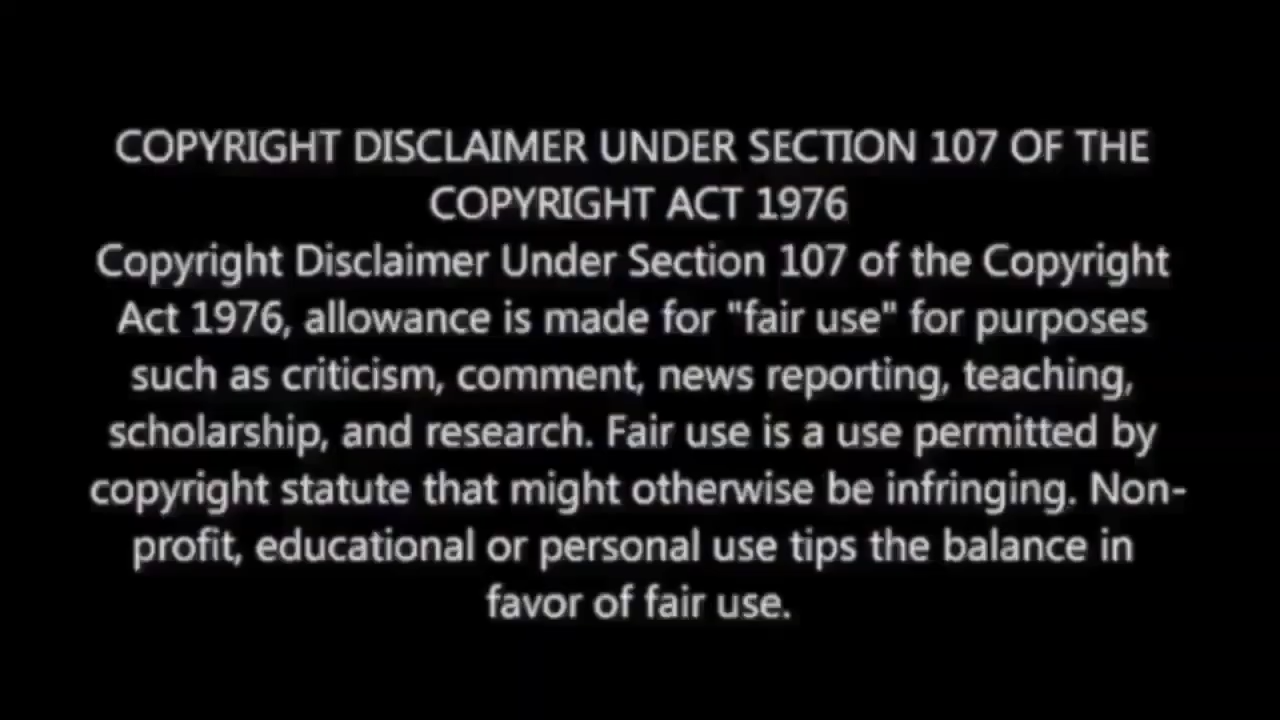 COPYRIGHT DISCLAIMER UNDER SECTION 107 OF THE
COPYRIGHT ACT 1976
Copyright Disclaimer Under Section 107 of the Copyright
Act 1976, allowance is made for "fair use" for purposes
such as criticism, comment, news reporting, teaching,
scholarship, and research. Fair use is a use permitted by
copyright statute that might otherwise be infringing. Non-
profit, educational or personal use tips the balance in
favor of fair use.